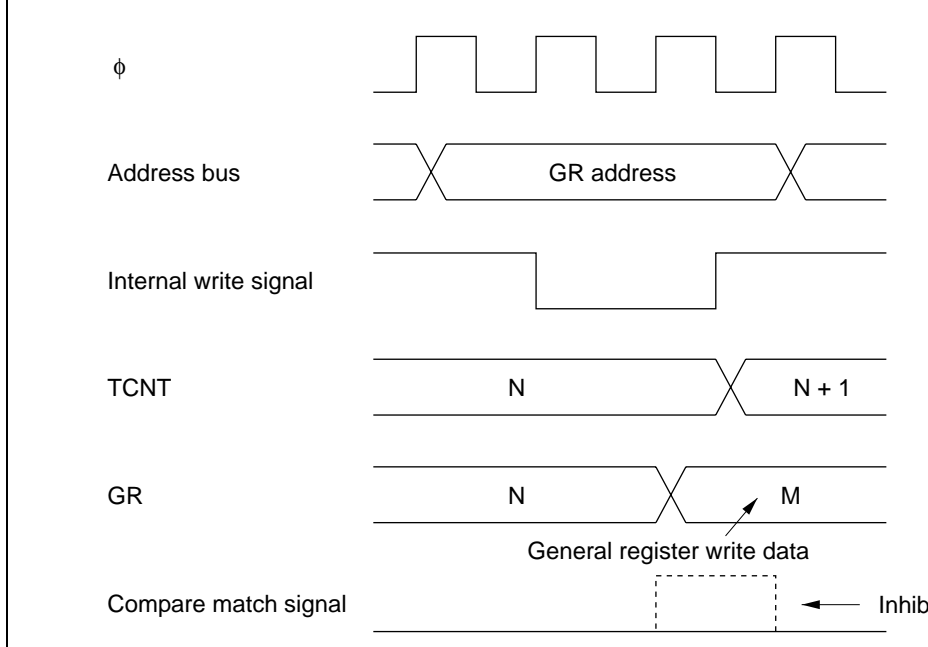 φ
Address bus
GR address
Internal write signal
TCNT
N
N + 1
GR
N
M
General register write data
Compare match signal